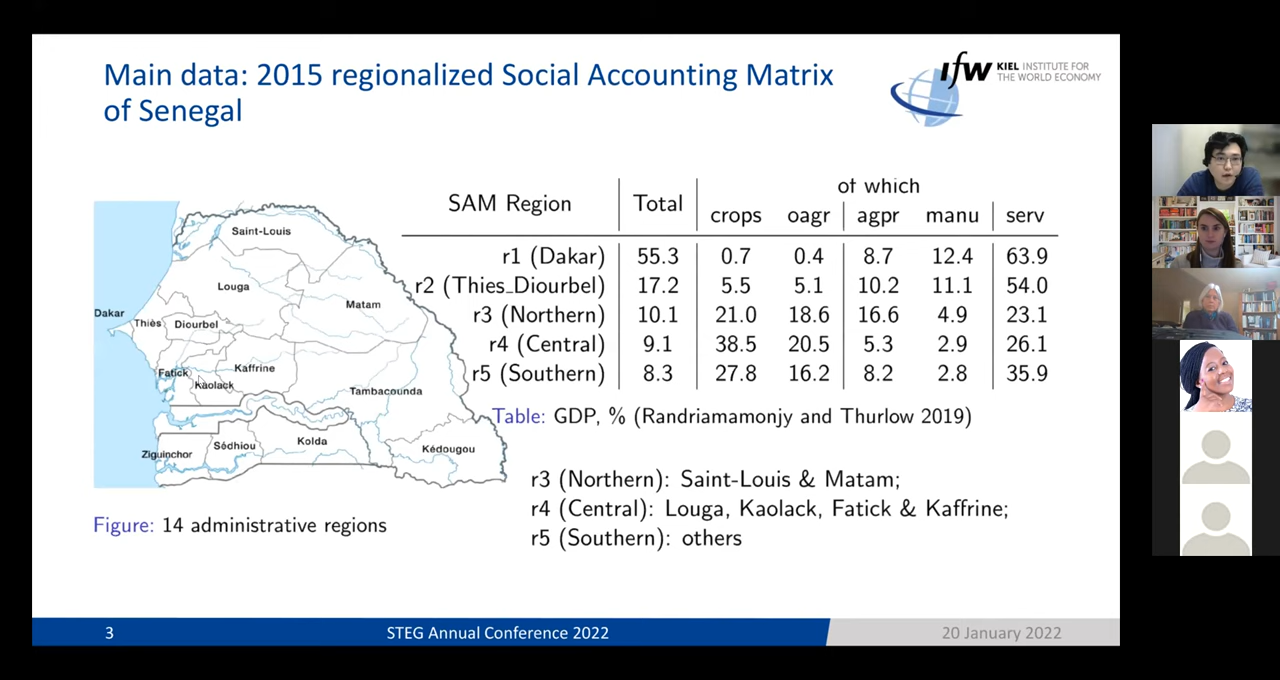 Main data: 2015 regionalized Social Accounting Matrix
of Senegal
ifw KIEL INSTITUTE FOR
THE WORLD ECONOMY
of which
SAM Region Total crops oagr agpr manu serv
r1 (Dakar) 55.3 0.7 0.4 8.7 12.4 63.9
r2 (Thies_Diourbel) 17.2 5.5 5.1 10.2 11.1 54.0
r3 (Northern) 10.1 21.0 18.6 16.6 4.9 23.1
r4 (Central) 9.1 38.5 20.5 5.3 2.9 26.1
r5 (Southern) 8.3 27.8 16.2 8.2 2.8 35.9
Table: GDP, % (Randriamamonjy and Thurlow 2019)
Saint-Louis
Louga
Matam
Dakar
Thiès
Diourbel
Fatick
Kaolack
Kaffrine
Tambacounda
Ziguinchor
Sédhiou
Kolda
Kédougou
Figure: 14 administrative regions
r3 (Northern): Saint-Louis & Matam;
r4 (Central): Louga, Kaolack, Fatick & Kaffrine;
r5 (Southern): others
3 STEG Annual Conference 2022 20 January 2022